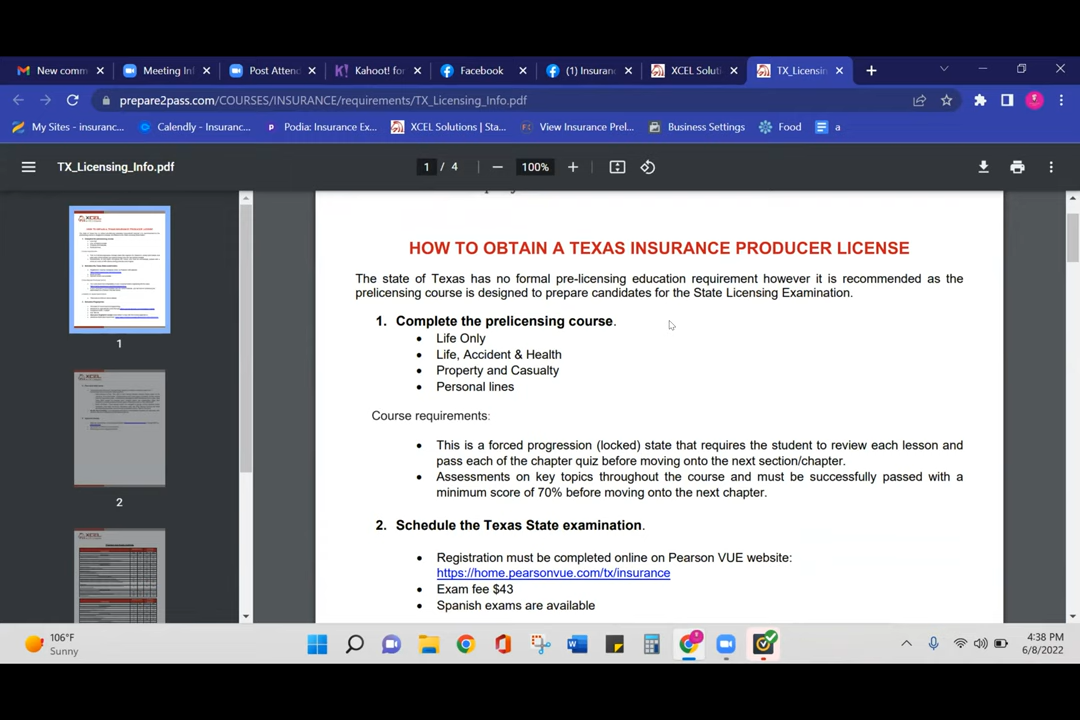 New comm
Meeting In
Post Attend
Kahoot! for
Facebook
(1) Insuran
XCEL Soluti
TX_Licensin
prepare2pass.com/COURSES/INSURANCE/requirements/TX_Licensing_Info.pdf
My Sites - insuranc...
Calendly - Insuranc...
Podia: Insurance Ex...
XCEL Solutions | Sta...
View Insurance Prel...
Business Settings
Food
a
TX_Licensing_Info.pdf
1 / 4
100%
HOW TO OBTAIN A TEXAS INSURANCE PRODUCER LICENSE
The state of Texas has no formal pre-licensing education requirement however it is recommended as the
prelicensing course is designed to prepare candidates for the State Licensing Examination.
1. Complete the prelicensing course.
• Life Only
• Life, Accident & Health
• Property and Casualty
• Personal lines
Course requirements:
• This is a forced progression (locked) state that requires the student to review each lesson and
pass each of the chapter quiz before moving onto the next section/chapter.
• Assessments on key topics throughout the course and must be successfully passed with a
minimum score of 70% before moving onto the next chapter.
2. Schedule the Texas State examination.
• Registration must be completed online on Pearson VUE website:
https://home.pearsonvue.com/tx/insurance
• Exam fee $43
• Spanish exams are available
1
2
106°F
Sunny
4:38 PM
6/8/2022